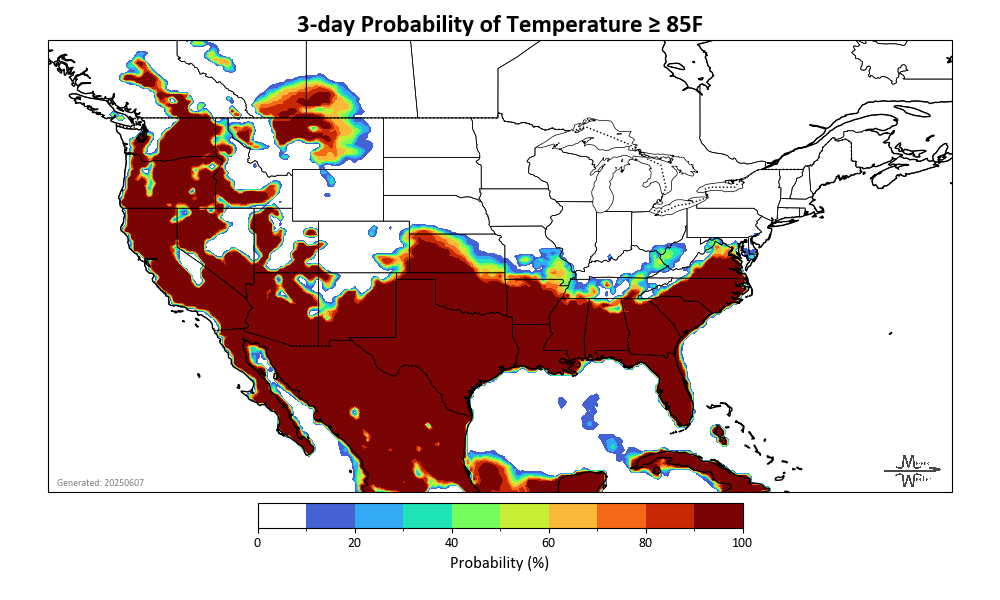 3-day Probability of Temperature ≥ 85F
Generated: 20250607
0 20 40 60 80 100
Probability (%)